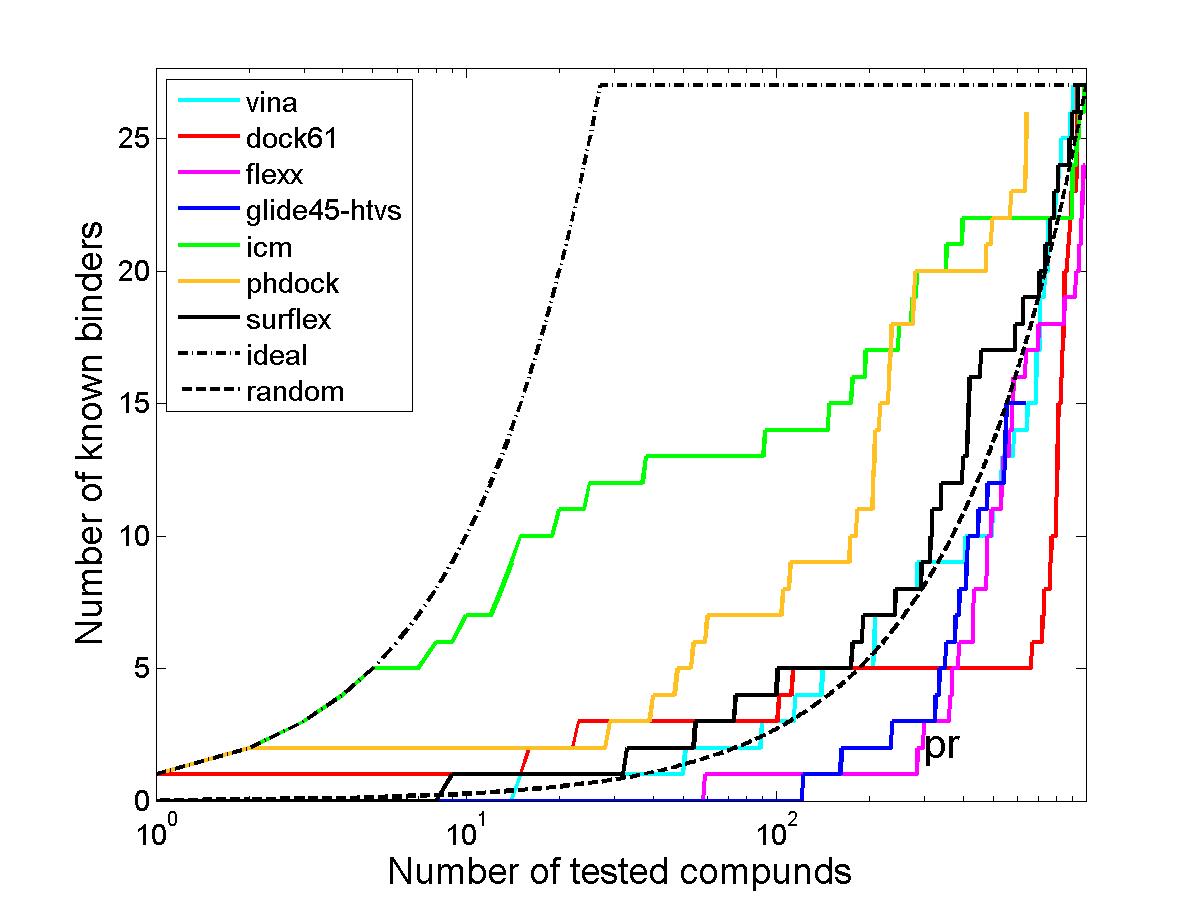 vina
dock61
flexx
glide45-htvs
icm
phdock
surflex
ideal
random
25
20
15
10
5
0
Number of known binders
pr
10^0 10^1 10^2
Number of tested compunds